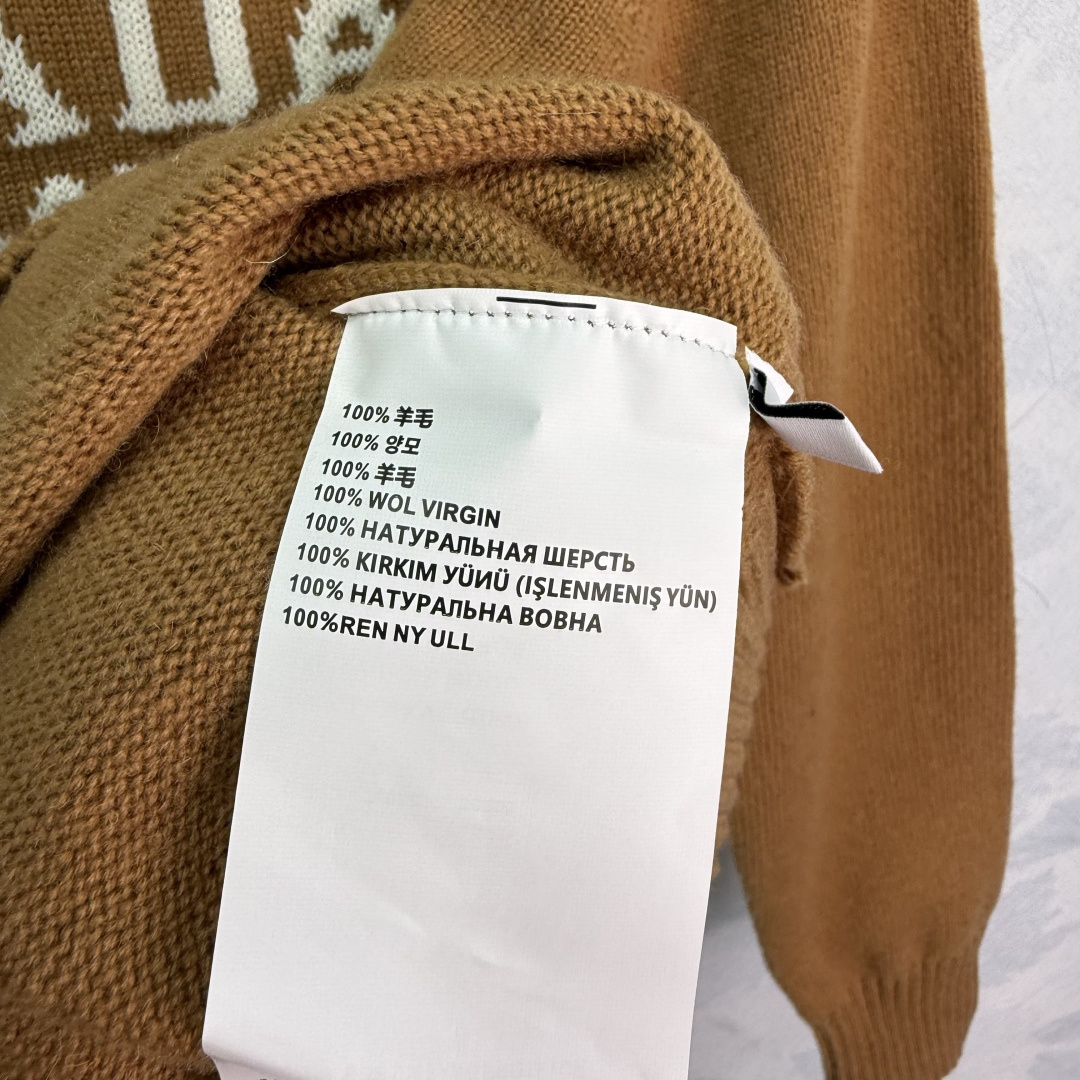 100% 羊毛
100% 양모
100% 羊毛
100% WOL VIRGIN
100% НАТУРАЛЬНАЯ ШЕРСТЬ
100% KIRKIM YÜИÜ (IŞLENMENIŞ YÜN)
100% НАТУРАЛЬНА ВОВНА
100%REN NY ULL